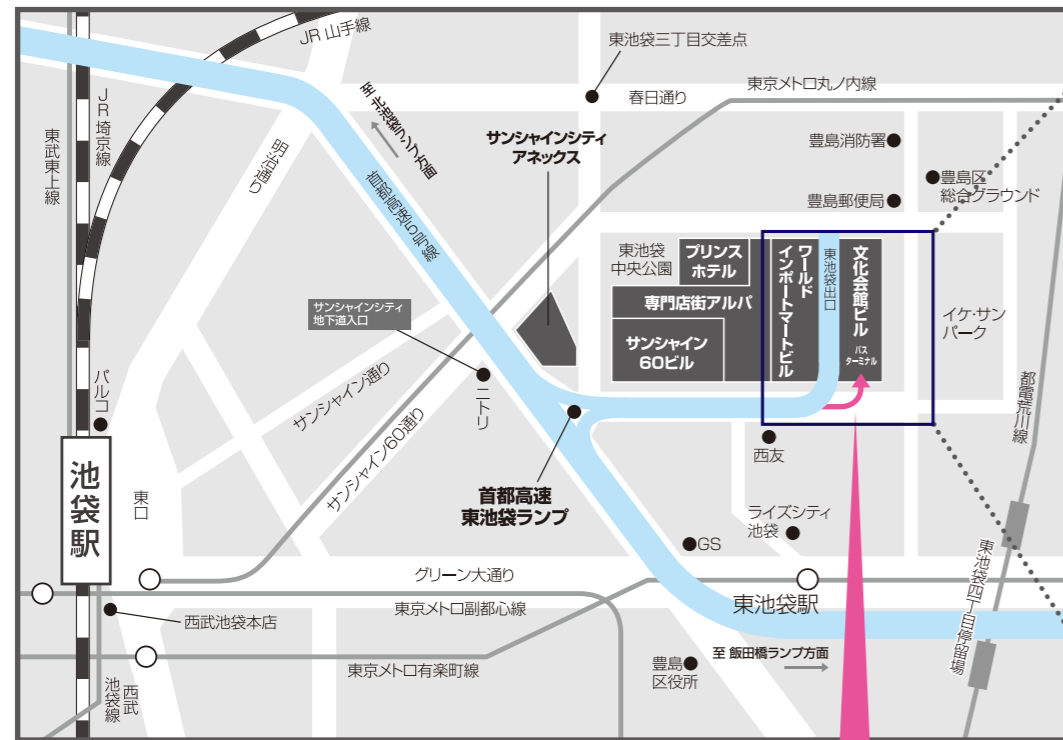 JR 山手線
東池袋三丁目交差点
東京メトロ丸ノ内線
春日通り
至 北池袋ランプ方面
JR 埼京線
東武東上線
明治通り
サンシャインシティ
アネックス
豊島消防署
豊島区
総合グラウンド
豊島郵便局
首都高速5号線
東池袋
中央公園
プリンス
ホテル
ワールド
インポートマートビル
東池袋出口
文化会館ビル
バス
ターミナル
専門店街アルパ
サンシャイン
60ビル
イケ・サン
パーク
サンシャインシティ
地下道入口
都電荒川線
パルコ
サンシャイン通り
ニトリ
サンシャイン60通り
西友
池袋駅
東口
首都高速
東池袋ランプ
ライズシティ
池袋
GS
東池袋四丁目停留場
グリーン大通り
東京メトロ副都心線
東池袋駅
西武池袋本店
至 飯田橋ランプ方面
東京メトロ有楽町線
豊島
区役所
西武
池袋線